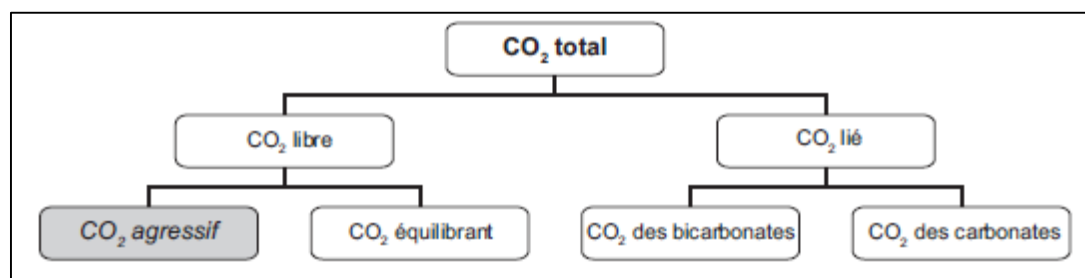 CO₂ total
CO₂ libre
CO₂ lié
CO₂ agressif
CO₂ équilibrant
CO₂ des bicarbonates
CO₂ des carbonates